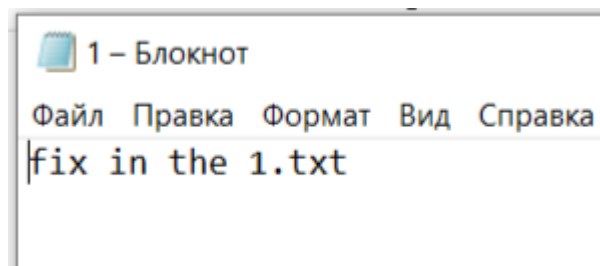 1 – Блокнот
Файл Правка Формат Вид Справка
fix in the 1.txt